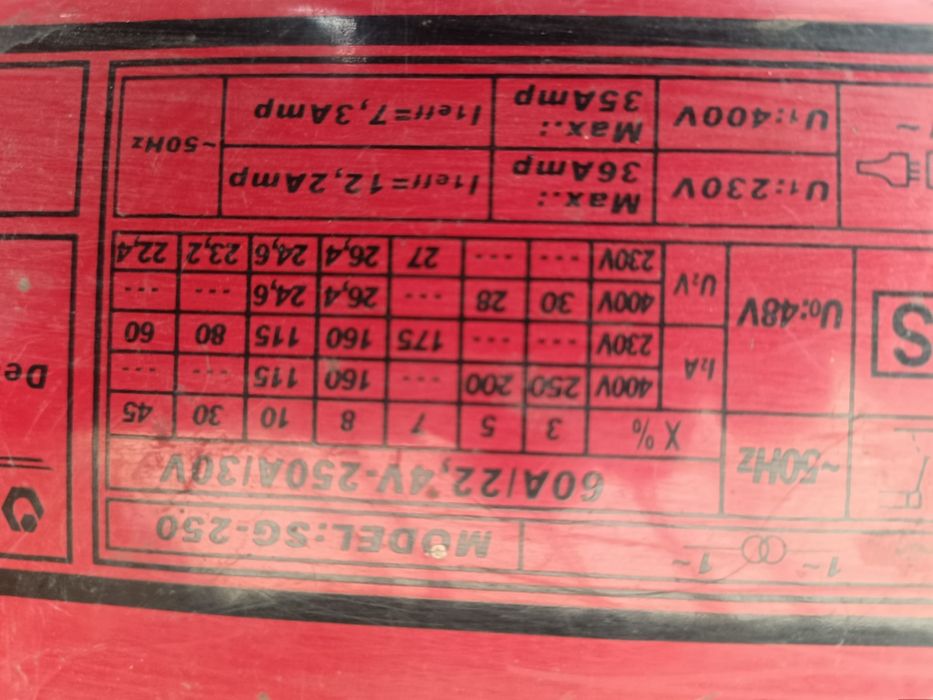 1~ 1~ MODEL:SG-250
~50Hz 60A/22,4V-250A/30V
X% 3 5 7 8 10 30 45
I₂A 400V 250 200 --- 160 115 --- ---
230V --- --- 175 160 115 80 60
S U₀:48V
U₂V 400V 30 28 --- 26,4 24,6 --- ---
230V --- --- 27 26,4 24,6 23,2 22,4
U₁:230V Max.: 36Amp I₁eff=12,2Amp
U₁:400V Max.: 35Amp I₁eff=7,3Amp
~50Hz
De